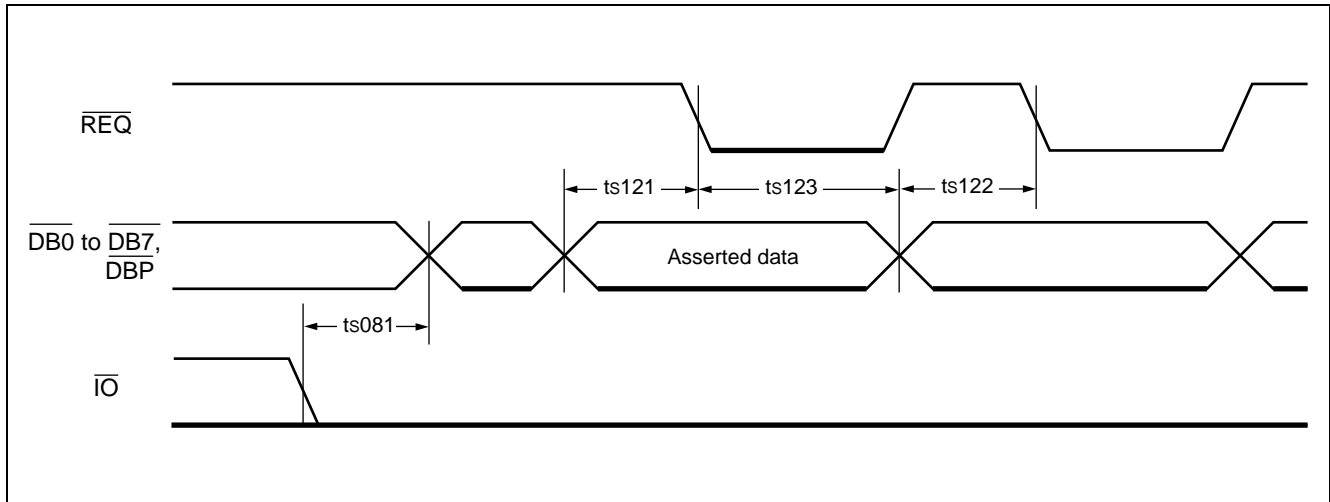 REQ
ts121
ts123
ts122
DB0 to DB7,
DBP
Asserted data
ts081
IO